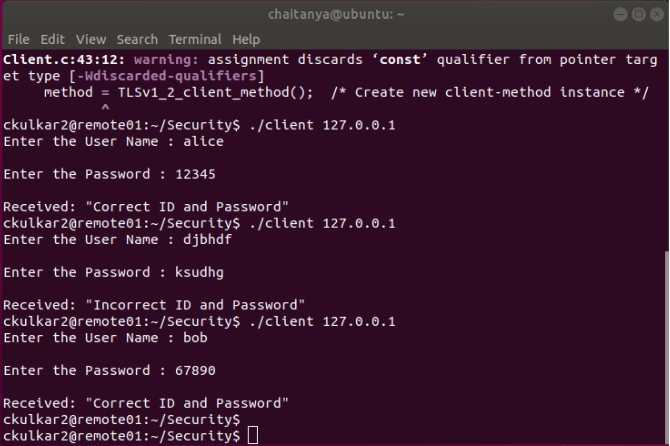 chaitanya@ubuntu: ~
File Edit View Search Terminal Help
Client.c:43:12: warning: assignment discards ‘const’ qualifier from pointer targ
et type [-Wdiscarded-qualifiers]
method = TLSv1_2_client_method(); /* Create new client-method instance */
^
ckulkar2@remote01:~/Security$ ./client 127.0.0.1
Enter the User Name : alice
Enter the Password : 12345
Received: "Correct ID and Password"
ckulkar2@remote01:~/Security$ ./client 127.0.0.1
Enter the User Name : djbhdf
Enter the Password : ksudhg
Received: "Incorrect ID and Password"
ckulkar2@remote01:~/Security$ ./client 127.0.0.1
Enter the User Name : bob
Enter the Password : 67890
Received: "Correct ID and Password"
ckulkar2@remote01:~/Security$
ckulkar2@remote01:~/Security$